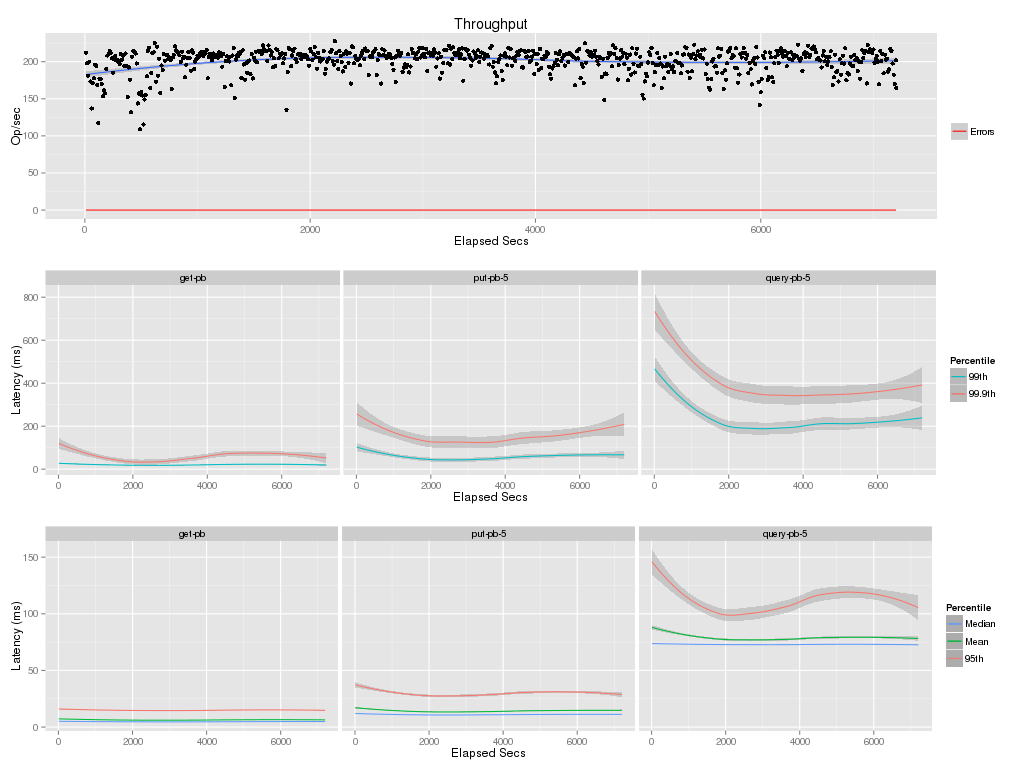 Throughput
200
150
100
50
0
Op/sec
0 2000 4000 6000
Elapsed Secs
Errors
get-pb put-pb-5 query-pb-5
800
600
400
200
0
Latency (ms)
0 2000 4000 6000 0 2000 4000 6000 0 2000 4000 6000
Elapsed Secs
Percentile
99th
99.9th
get-pb put-pb-5 query-pb-5
150
100
50
0
Latency (ms)
0 2000 4000 6000 0 2000 4000 6000 0 2000 4000 6000
Elapsed Secs
Percentile
Median
Mean
95th